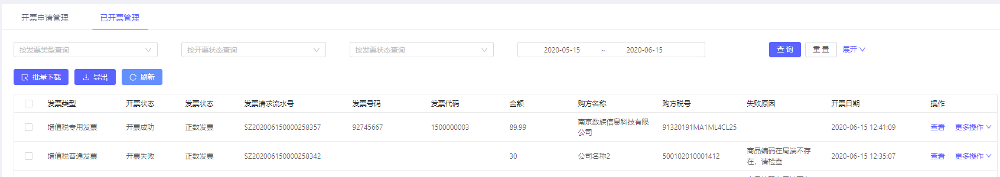 开票申请管理 已开票管理
按发票类型查询 按开票状态查询 按发票状态查询 2020-05-15 ~ 2020-06-15 查 询 重 置 展开
批量下载 导出 刷新
发票类型 开票状态 发票状态 发票请求流水号 发票号码 发票代码 金额 购方名称 购方税号 失败原因 开票日期 操作
增值税专用发票 开票成功 正数发票 SZ202006150000258357 92745667 1500000003 89.99 南京数族信息科技有限
公司 91320191MA1ML4CL25 2020-06-15 12:41:09 查看 更多操作
增值税普通发票 开票失败 正数发票 SZ202006150000258342 30 公司名称2 500102010001412 商品编码在局端不存
在，请检查 2020-06-15 12:35:07 查看 更多操作